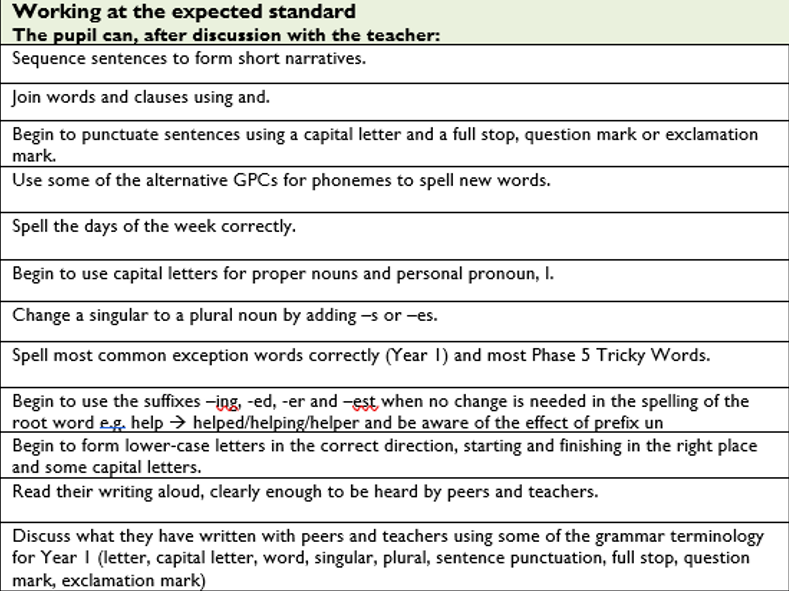 Working at the expected standard
The pupil can, after discussion with the teacher:
Sequence sentences to form short narratives.
Join words and clauses using and.
Begin to punctuate sentences using a capital letter and a full stop, question mark or exclamation
mark.
Use some of the alternative GPCs for phonemes to spell new words.
Spell the days of the week correctly.
Begin to use capital letters for proper nouns and personal pronoun, I.
Change a singular to a plural noun by adding –s or –es.
Spell most common exception words correctly (Year 1) and most Phase 5 Tricky Words.
Begin to use the suffixes –ing, -ed, -er and –est when no change is needed in the spelling of the
root word e.g. help → helped/helping/helper and be aware of the effect of prefix un
Begin to form lower-case letters in the correct direction, starting and finishing in the right place
and some capital letters.
Read their writing aloud, clearly enough to be heard by peers and teachers.
Discuss what they have written with peers and teachers using some of the grammar terminology
for Year 1 (letter, capital letter, word, singular, plural, sentence punctuation, full stop, question
mark, exclamation mark)